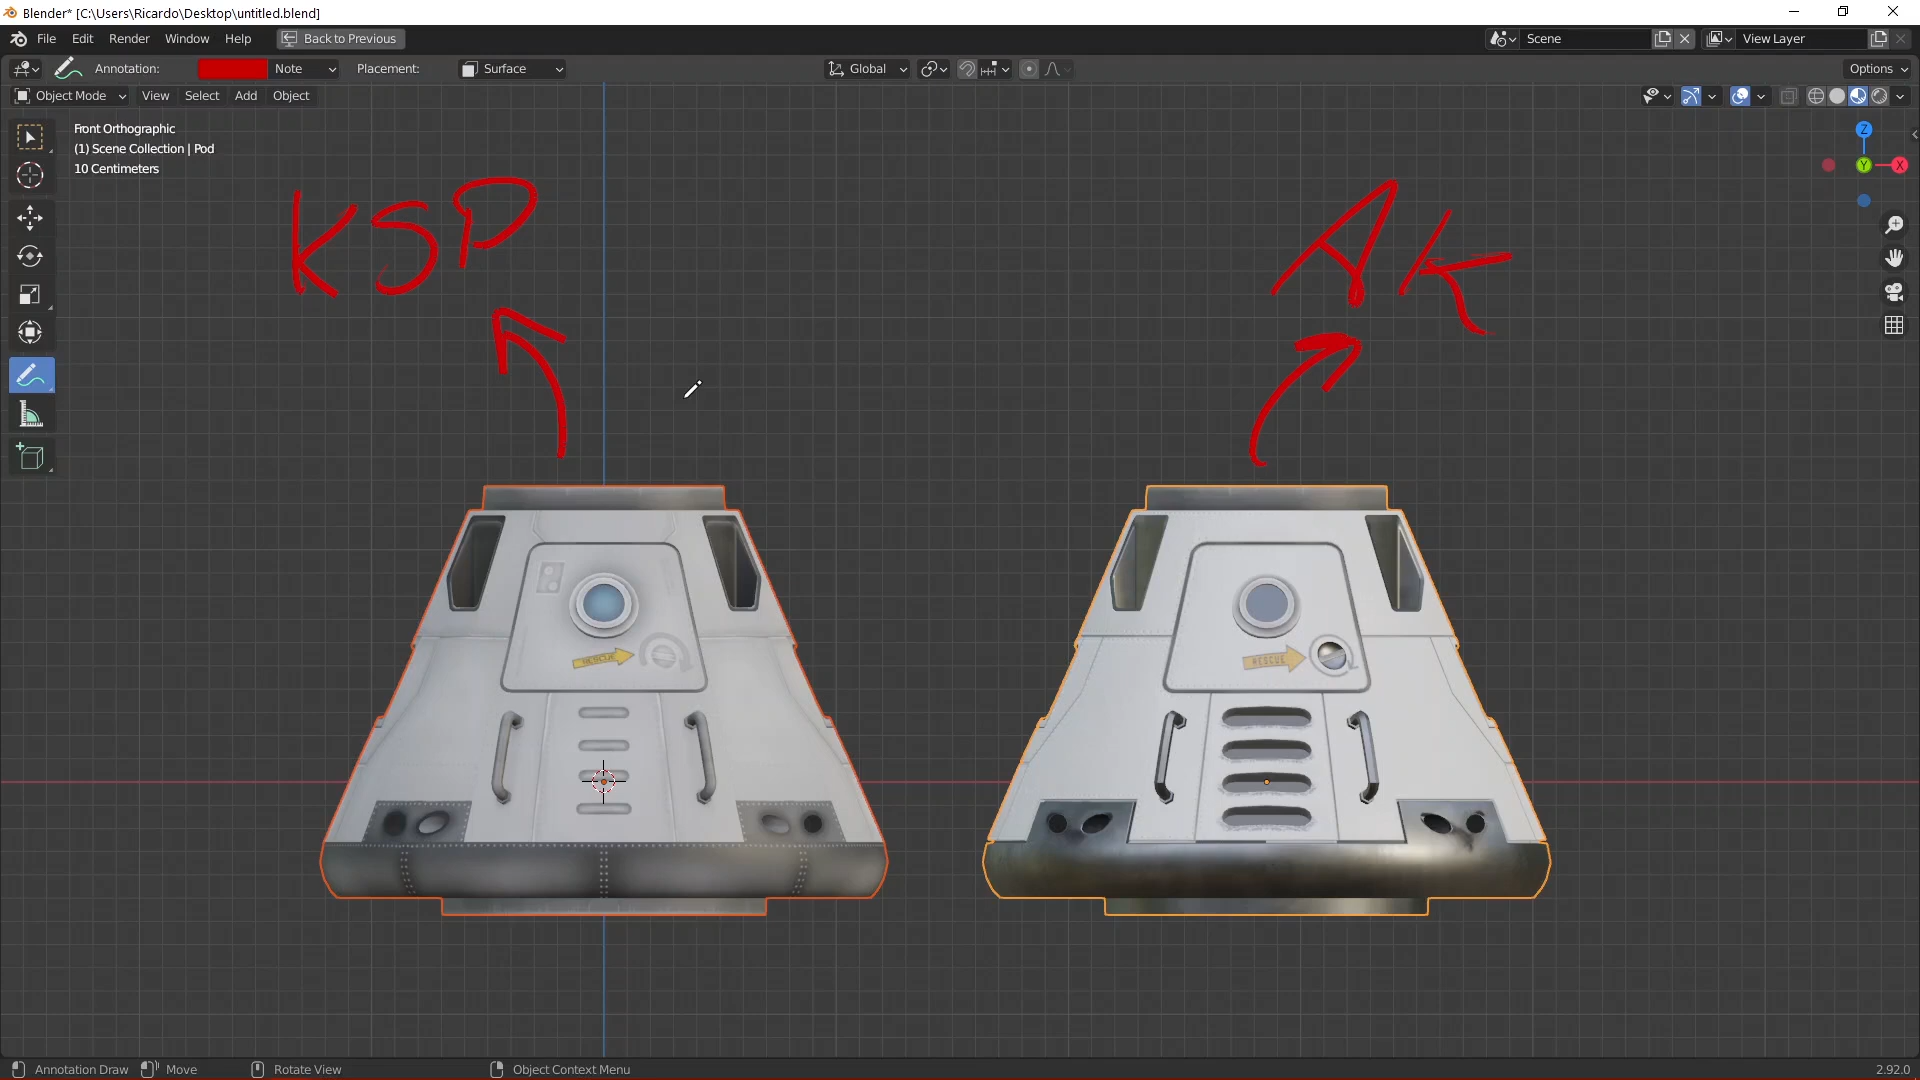 Blender* [C:\Users\Ricardo\Desktop\untitled.blend]
File Edit Render Window Help Back to Previous Scene View Layer
Annotation: Note Placement: Surface Global Options
Object Mode View Select Add Object
Front Orthographic
(1) Scene Collection | Pod
10 Centimeters
Z
Y
X
KSP
AK
RESCUE
RESCUE
Annotation Draw Move Rotate View Object Context Menu 2.92.0